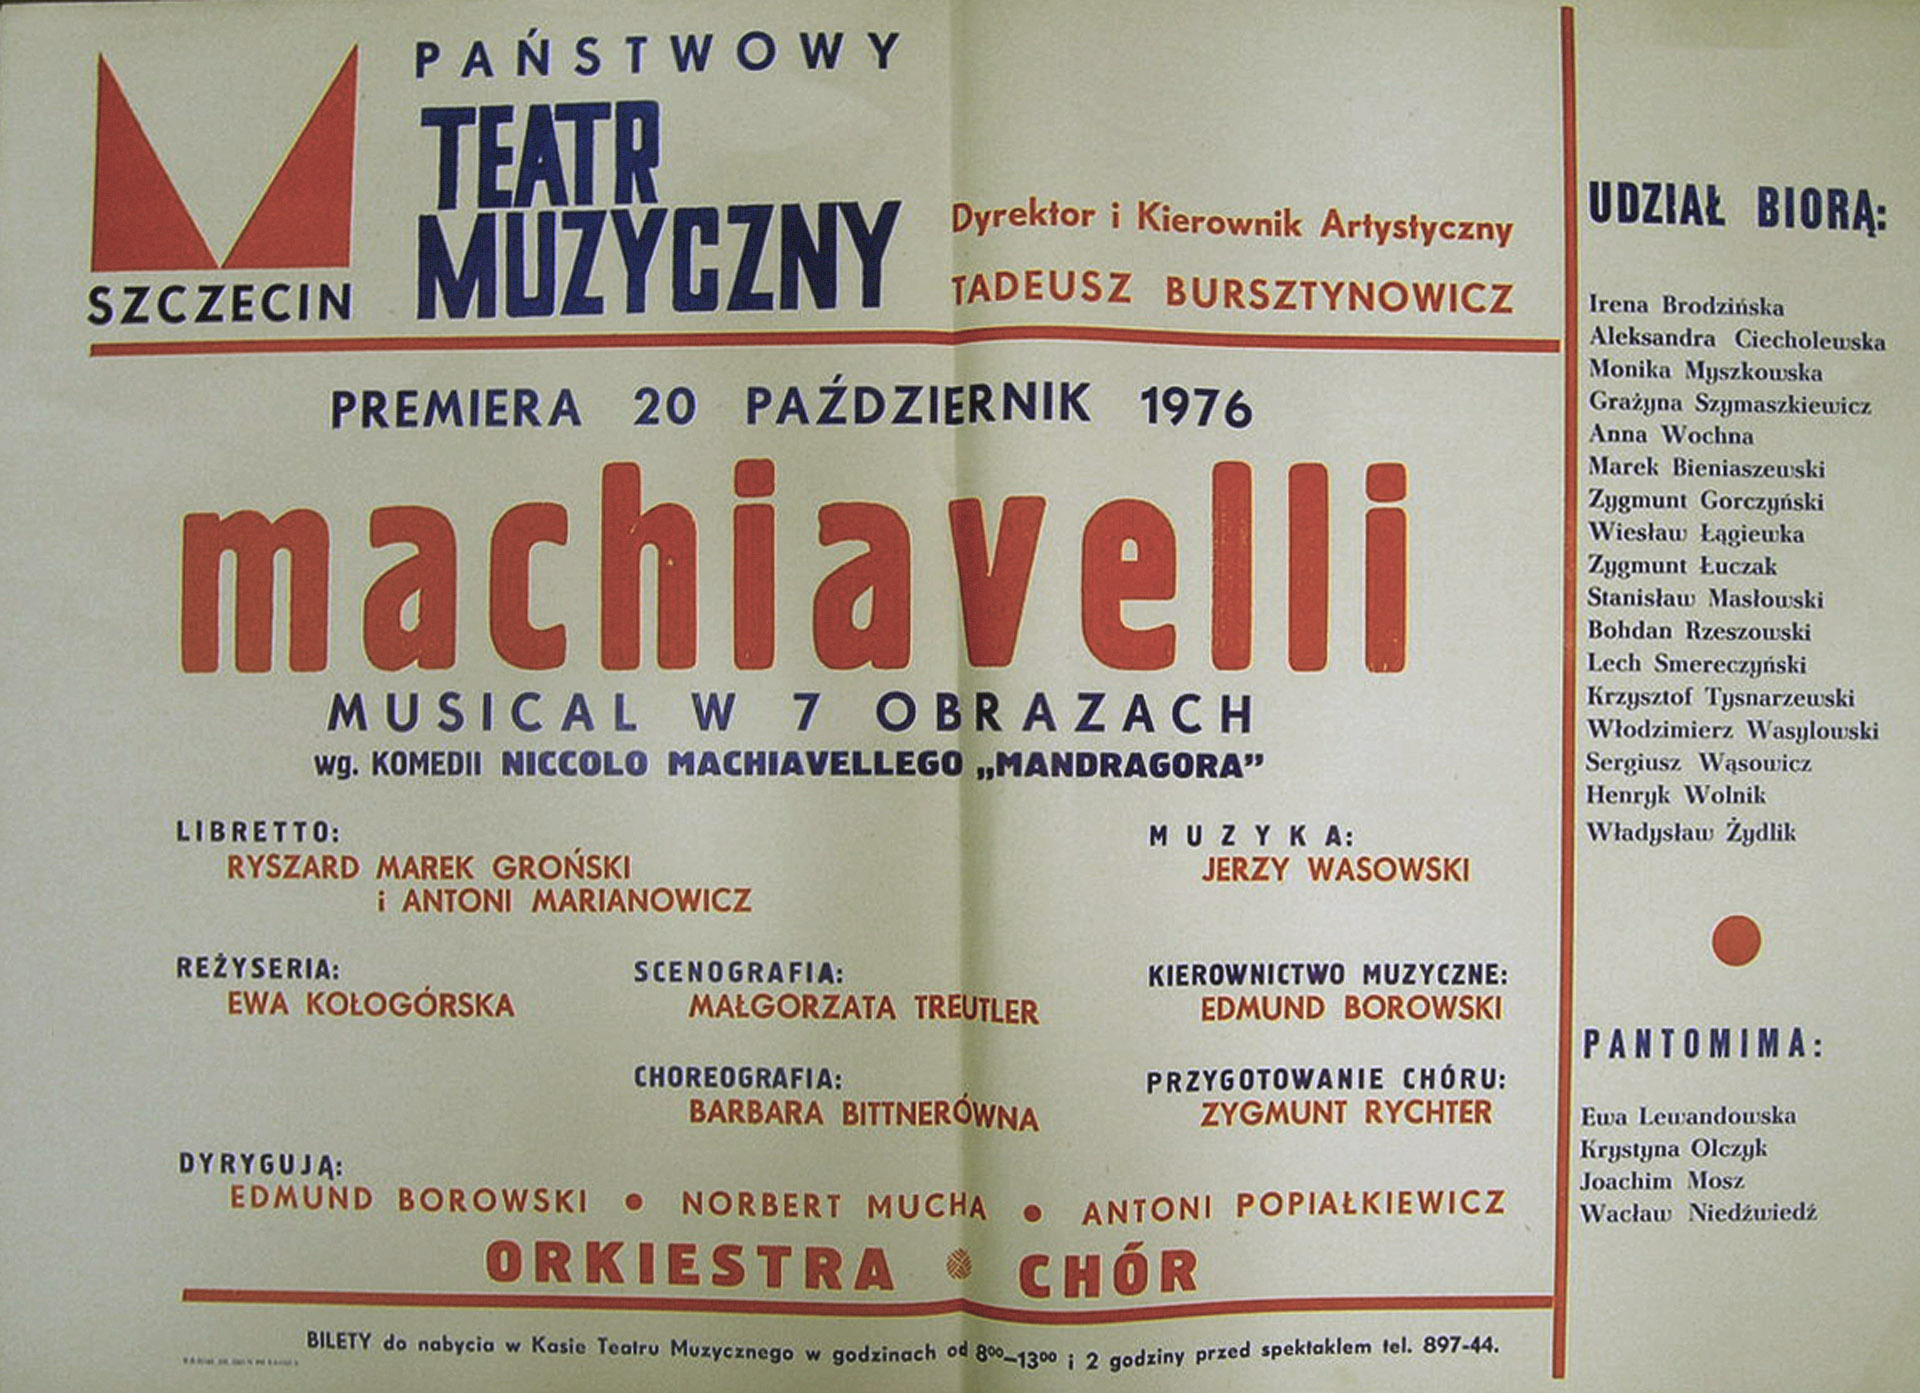 PAŃSTWOWY
TEATR
MUZYCZNY
SZCZECIN
Dyrektor i Kierownik Artystyczny
TADEUSZ BURSZTYNOWICZ
PREMIERA 20 PAŹDZIERNIK 1976
machiavelli
MUSICAL W 7 OBRAZACH
wg. KOMEDII NICCOLO MACHIAVELLEGO „MANDRAGORA”
LIBRETTO:
RYSZARD MAREK GROŃSKI
i ANTONI MARIANOWICZ
MUZYKA:
JERZY WASOWSKI
REŻYSERIA:
EWA KOŁOGÓRSKA
SCENOGRAFIA:
MAŁGORZATA TREUTLER
KIEROWNICTWO MUZYCZNE:
EDMUND BOROWSKI
CHOREOGRAFIA:
BARBARA BITTNERÓWNA
PRZYGOTOWANIE CHÓRU:
ZYGMUNT RYCHTER
DYRYGUJĄ:
EDMUND BOROWSKI ● NORBERT MUCHA ● ANTONI POPIAŁKIEWICZ
ORKIESTRA CHÓR
BILETY do nabycia w Kasie Teatru Muzycznego w godzinach od 8⁰⁰—13⁰⁰ i 2 godziny przed spektaklem tel. 897-44.
UDZIAŁ BIORĄ:
Irena Brodzińska
Aleksandra Ciecholewska
Monika Myszkowska
Grażyna Szymaszkiewicz
Anna Wochna
Marek Bieniaszewski
Zygmunt Gorczyński
Wiesław Łągiewka
Zygmunt Łuczak
Stanisław Masłowski
Bohdan Rzeszowski
Lech Smereczyński
Krzysztof Tysnarzewski
Włodzimierz Wasylowski
Sergiusz Wąsowicz
Henryk Wolnik
Władysław Żydlik
PANTOMIMA:
Ewa Lewandowska
Krystyna Olczyk
Joachim Mosz
Wacław Niedźwiedź